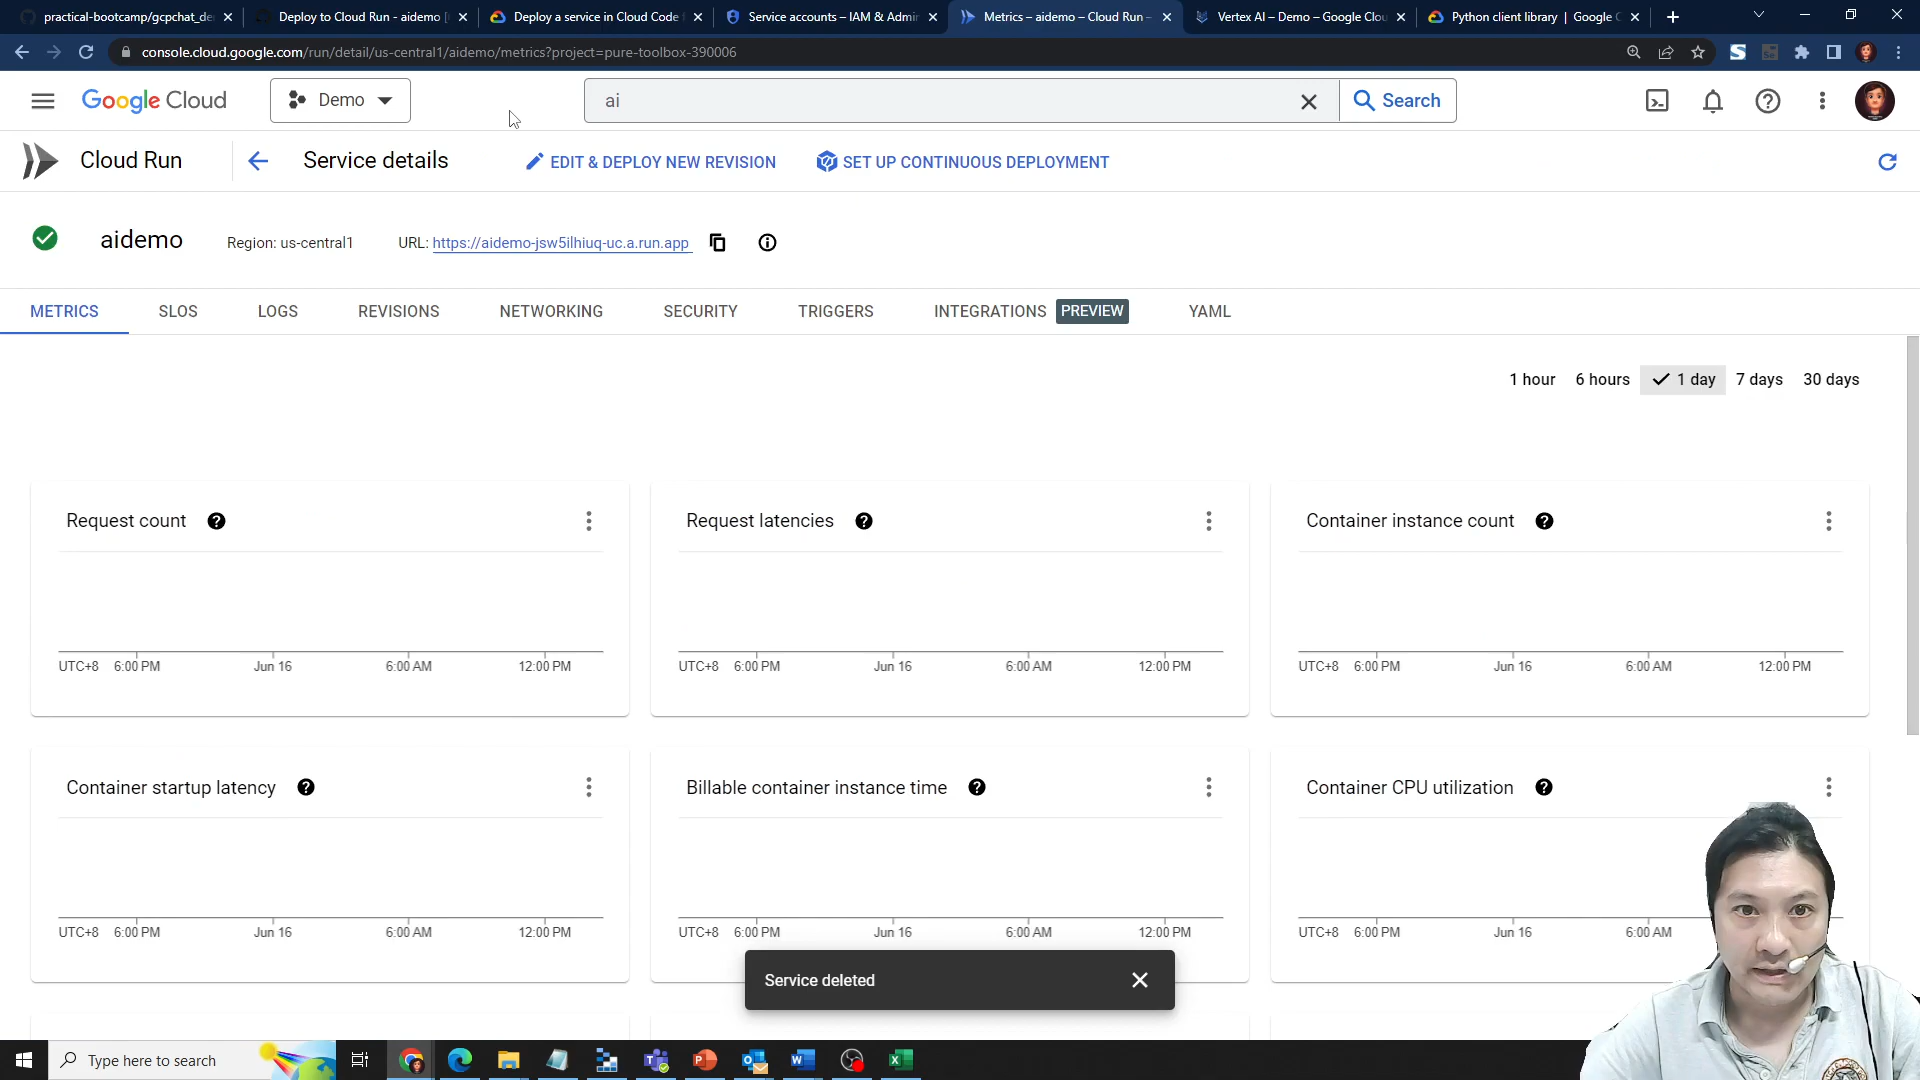 practical-bootcamp/gcpchat_de
Deploy to Cloud Run - aidemo
Deploy a service in Cloud Code
Service accounts – IAM & Admin
Metrics – aidemo – Cloud Run –
Vertex AI – Demo – Google Clou
Python client library | Google C
console.cloud.google.com/run/detail/us-central1/aidemo/metrics?project=pure-toolbox-390006
Google Cloud
Demo
ai
Search
Cloud Run
Service details
EDIT & DEPLOY NEW REVISION
SET UP CONTINUOUS DEPLOYMENT
aidemo
Region: us-central1
URL: https://aidemo-jsw5ilhiuq-uc.a.run.app
METRICS
SLOS
LOGS
REVISIONS
NETWORKING
SECURITY
TRIGGERS
INTEGRATIONS PREVIEW
YAML
1 hour
6 hours
1 day
7 days
30 days
Request count
UTC+8 6:00 PM Jun 16 6:00 AM 12:00 PM
Request latencies
UTC+8 6:00 PM Jun 16 6:00 AM 12:00 PM
Container instance count
UTC+8 6:00 PM Jun 16 6:00 AM 12:00 PM
Container startup latency
UTC+8 6:00 PM Jun 16 6:00 AM 12:00 PM
Billable container instance time
UTC+8 6:00 PM Jun 16 6:00 AM 12:00 PM
Container CPU utilization
UTC+8 6:00 PM Jun 16 6:00 AM
Service deleted
Type here to search